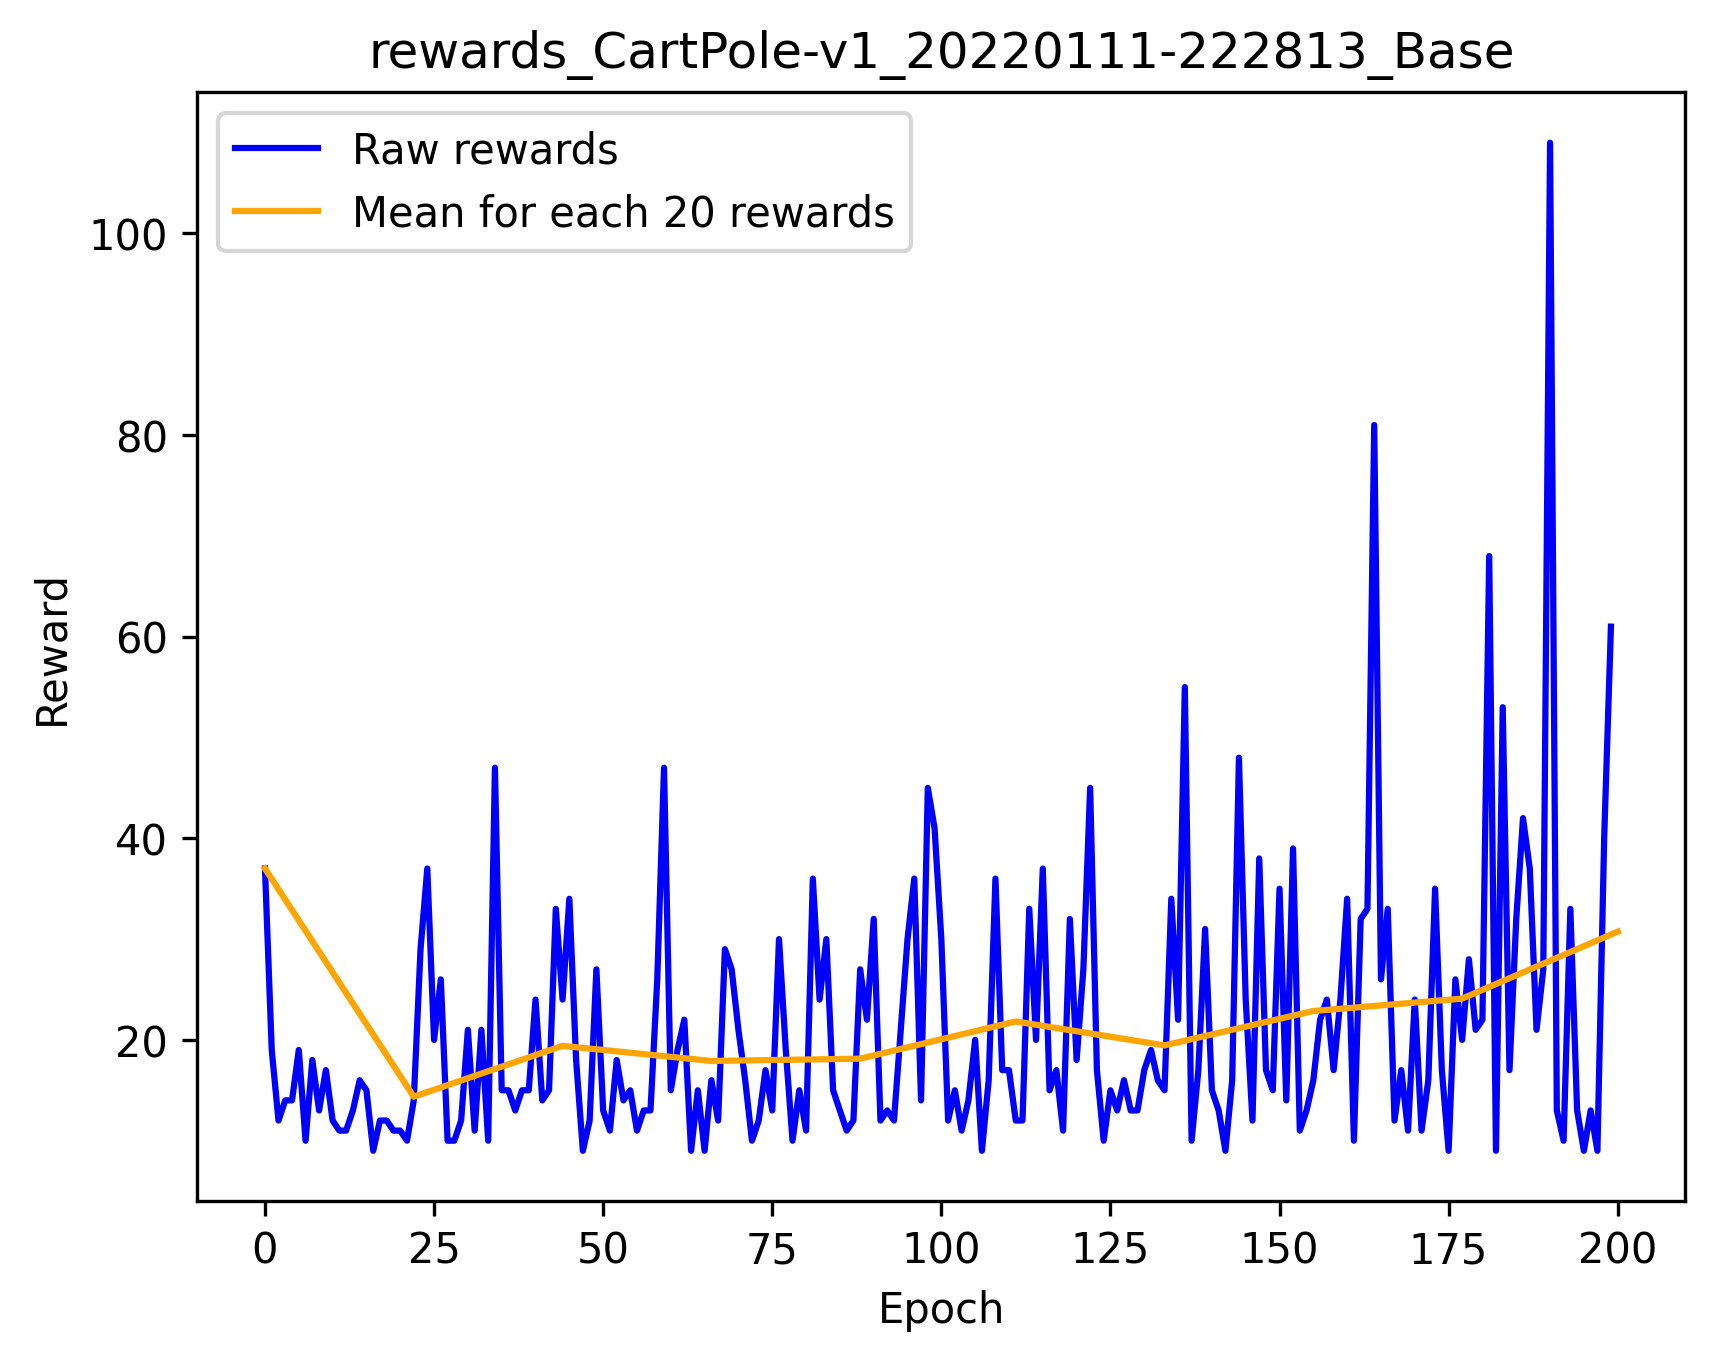 rewards_CartPole-v1_20220111-222813_Base
Raw rewards
Mean for each 20 rewards
Reward
100
80
60
40
20
0 25 50 75 100 125 150 175 200
Epoch